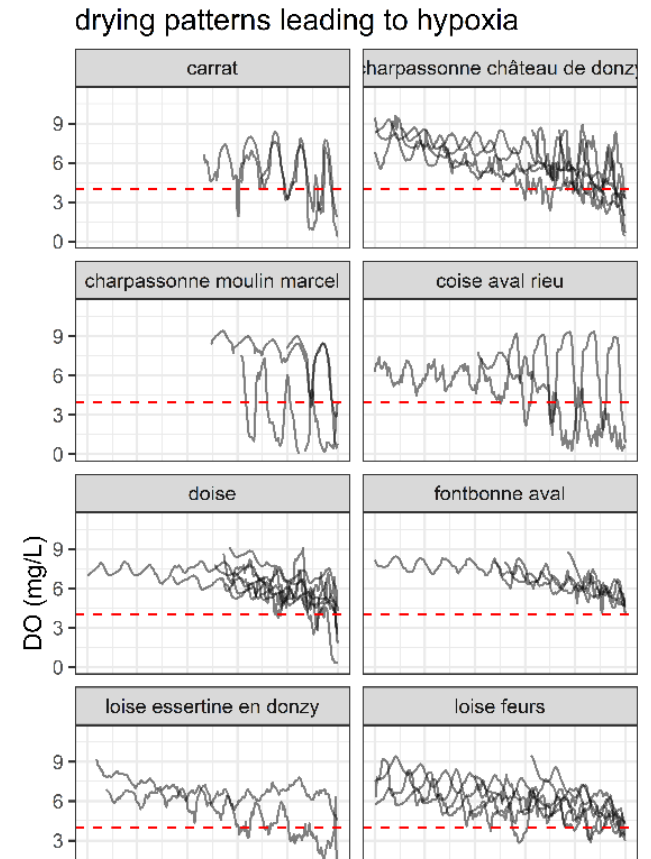 drying patterns leading to hypoxia
carrat
charpassonne château de donzy
9
6
3
0
charpassonne moulin marcel
coise aval rieu
9
6
3
0
doise
fontbonne aval
DO (mg/L)
9
6
3
0
loise essertine en donzy
loise feurs
9
6
3